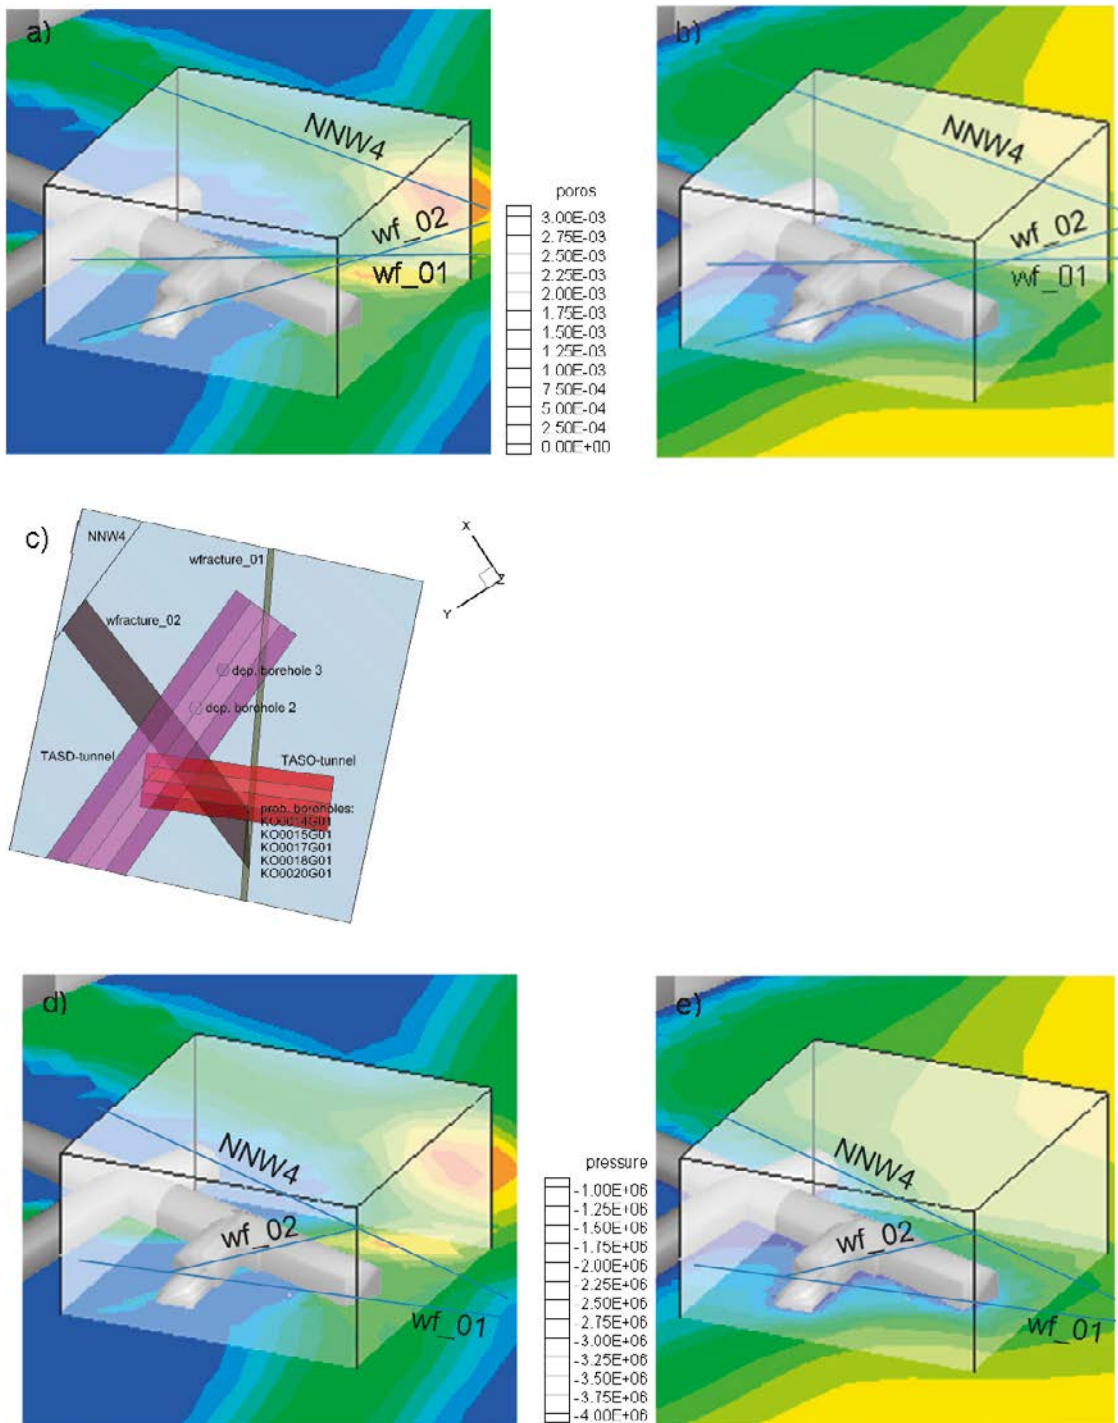 a)
NNW4
wf_02
wf_01
poros
3.00E-03
2.75E-03
2.50E-03
2.25E-03
2.00E-03
1.75E-03
1.50E-03
1.25E-03
1.00E-03
7.50E-04
5.00E-04
2.50E-04
0.00E+00
b)
NNW4
wf_02
wf_01
c)
NNW4
wfracture_01
wfracture_02
dep. borehole 3
dep. borehole 2
TASD-tunnel
TASO-tunnel
prob. boreholes:
KO0014G01
KO0015G01
KO0017G01
KO0018G01
KO0020G01
X
Y
Z
d)
NNW4
wf_02
wf_01
pressure
-1.00E+06
-1.25E+06
-1.50E+06
-1.75E+06
-2.00E+06
-2.25E+06
-2.50E+06
-2.75E+06
-3.00E+06
-3.25E+06
-3.50E+06
-3.75E+06
-4.00E+06
e)
NNW4
wf_02
wf_01